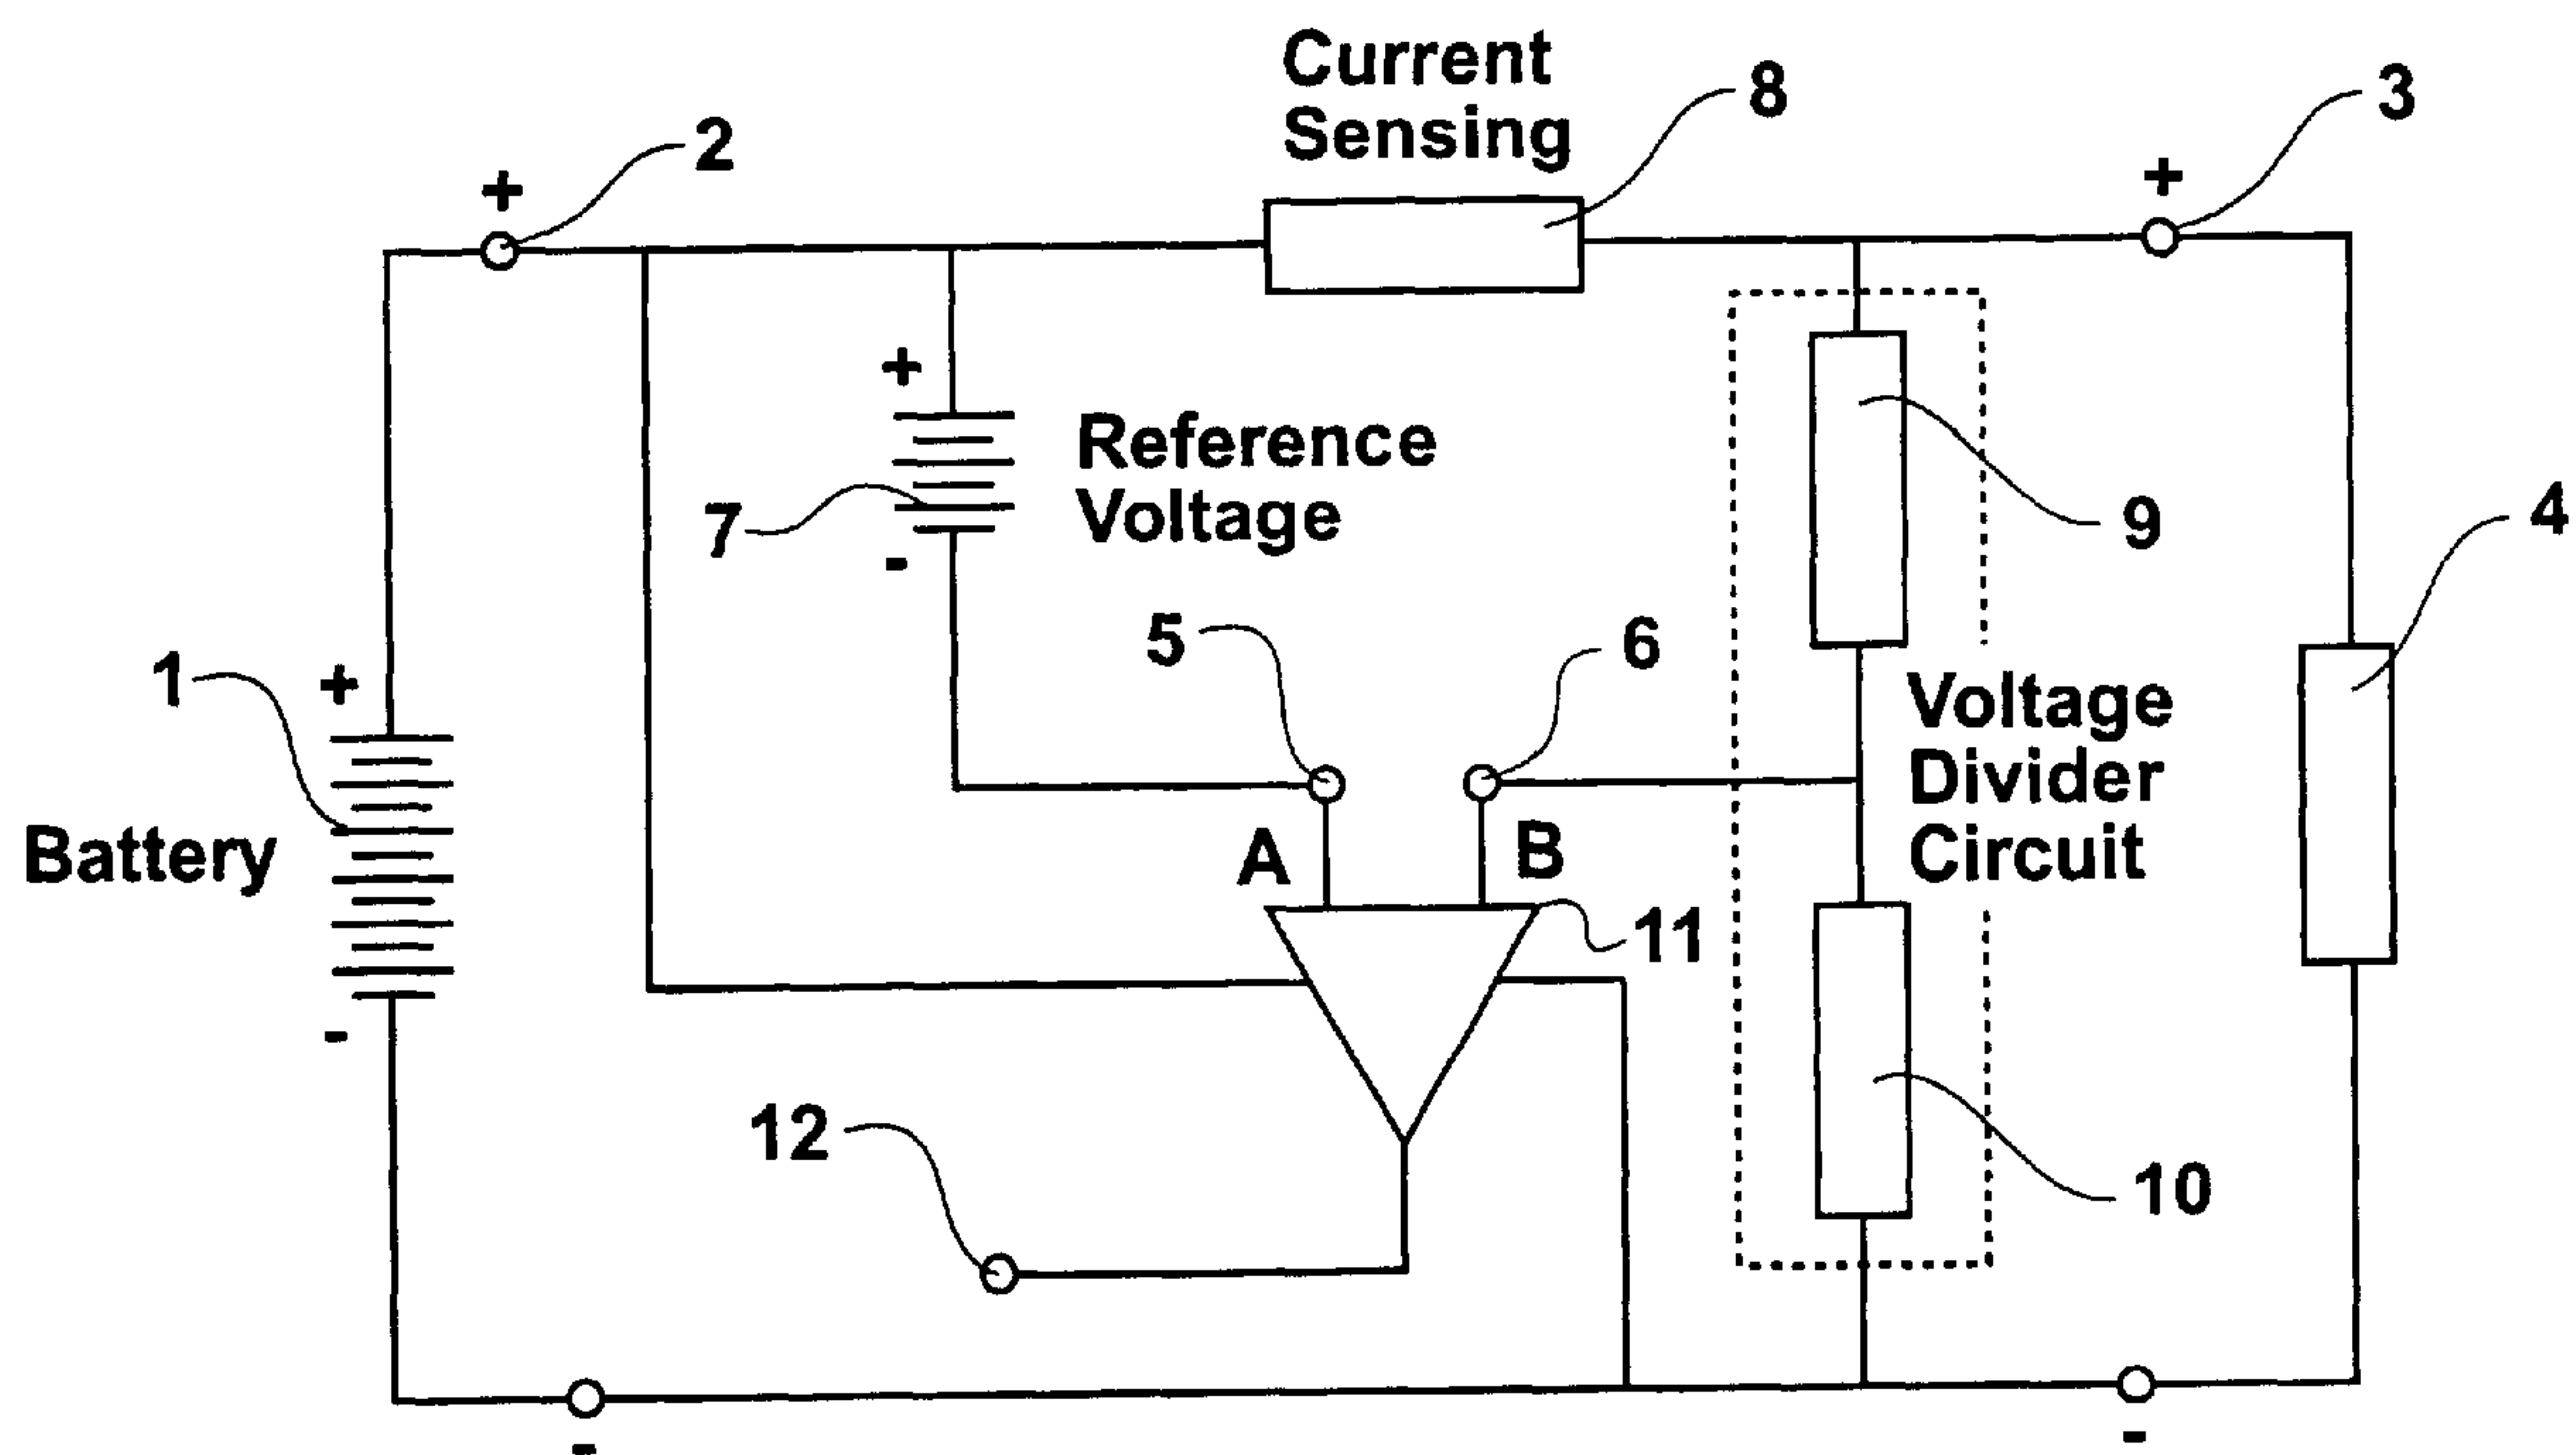 Current
Sensing
8
3
2
+
+
+
Reference
Voltage
7
-
9
4
5
6
1
+
Battery
-
Voltage
Divider
Circuit
A
B
11
12
10
-
-